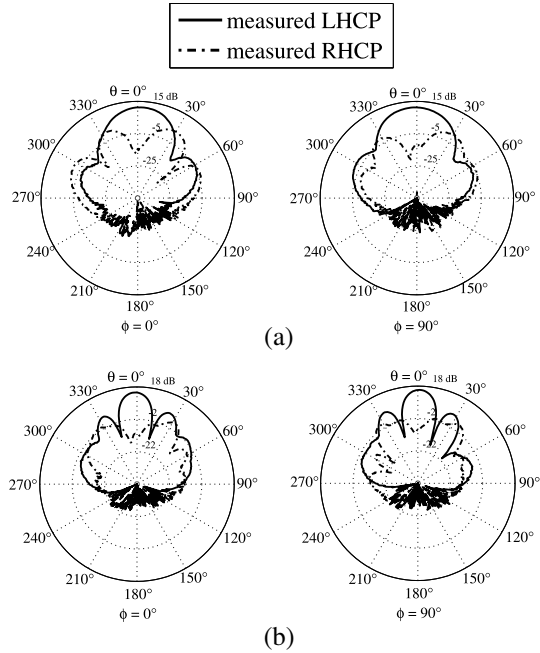 measured LHCP
measured RHCP
θ = 0° 15 dB
330° 30°
-5
300° 60°
-25
270° 90°
240° 120°
210° 150°
180°
ϕ = 0°
θ = 0° 15 dB
330° 30°
-5
300° 60°
-25
270° 90°
240° 120°
210° 150°
180°
ϕ = 90°
(a)
θ = 0° 18 dB
330° 30°
-2
300° 60°
-22
270° 90°
240° 120°
210° 150°
180°
ϕ = 0°
θ = 0° 18 dB
330° 30°
-2
300° 60°
-22
270° 90°
240° 120°
210° 150°
180°
ϕ = 90°
(b)